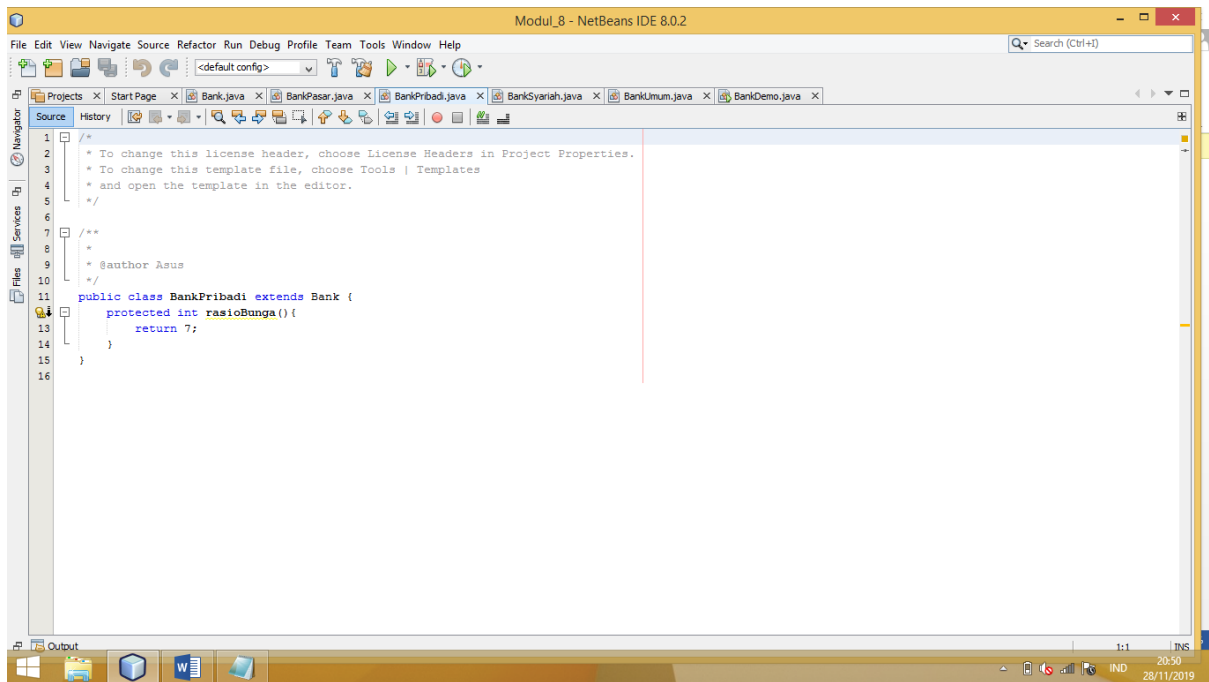 Modul_8 - NetBeans IDE 8.0.2
File Edit View Navigate Source Refactor Run Debug Profile Team Tools Window Help
Search (Ctrl+I)
<default config>
Projects Start Page Bank.java BankPasar.java BankPribadi.java BankSyariah.java BankUmum.java BankDemo.java
Source History
Navigator
Services
Files
1 /*
2 * To change this license header, choose License Headers in Project Properties.
3 * To change this template file, choose Tools | Templates
4 * and open the template in the editor.
5 */
6
7 /**
8 *
9 * @author Asus
10 */
11 public class BankPribadi extends Bank {
protected int rasioBunga(){
13 return 7;
14 }
15 }
16
Output
1:1 INS
IND
20:50
28/11/2019